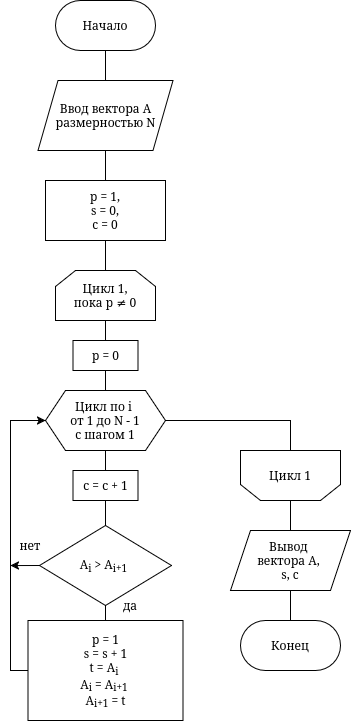 Начало
Ввод вектора А
размерностью N
p = 1,
s = 0,
c = 0
Цикл 1,
пока p ≠ 0
p = 0
Цикл по i
от 1 до N - 1
с шагом 1
c = c + 1
нет
Ai > Ai+1
да
p = 1
s = s + 1
t = Ai
Ai = Ai+1
Ai+1 = t
Цикл 1
Вывод
вектора А,
s, c
Конец